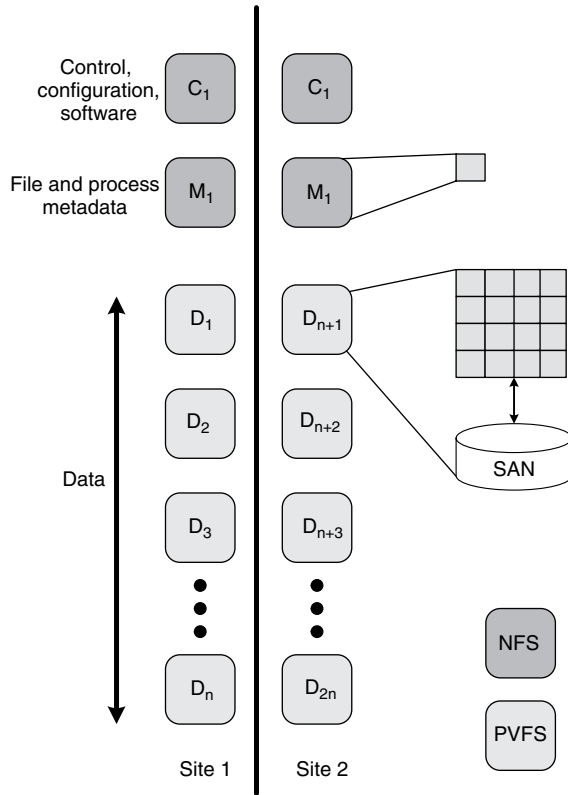 Control,
configuration,
software
C₁
C₁
File and process
metadata
M₁
M₁
Data
D₁
Dₙ₊₁
D₂
Dₙ₊₂
D₃
Dₙ₊₃
Dₙ
D₂ₙ
SAN
NFS
PVFS
Site 1
Site 2